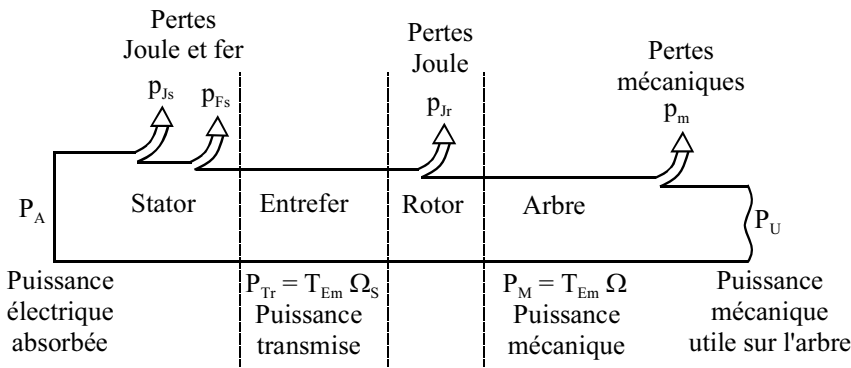 Pertes
Joule et fer
Pertes
Joule
Pertes
mécaniques
p_Js
p_Fs
p_Jr
p_m
Stator
Entrefer
Rotor
Arbre
P_A
P_U
Puissance
électrique
absorbée
P_Tr = T_Em Ω_S
Puissance
transmise
P_M = T_Em Ω
Puissance
mécanique
Puissance
mécanique
utile sur l'arbre